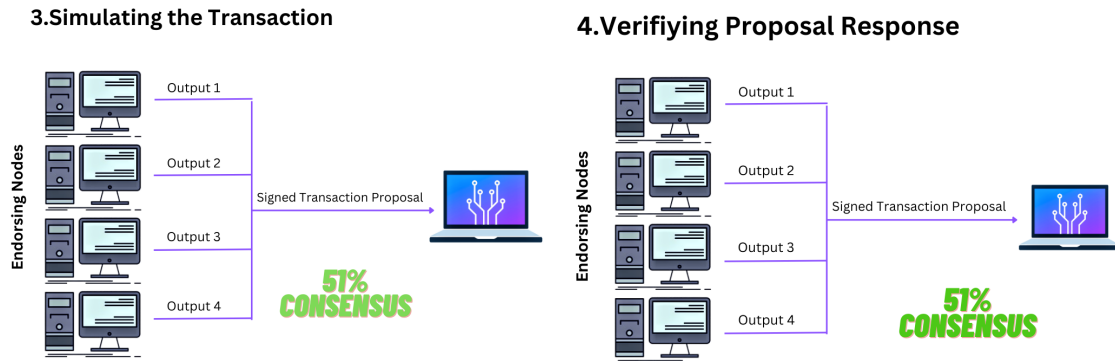 3.Simulating the Transaction
Output 1
Output 2
Output 3
Output 4
Endorsing Nodes
Signed Transaction Proposal
51%
CONSENSUS
4.Verifiying Proposal Response
Output 1
Output 2
Output 3
Output 4
Endorsing Nodes
Signed Transaction Proposal
51%
CONSENSUS